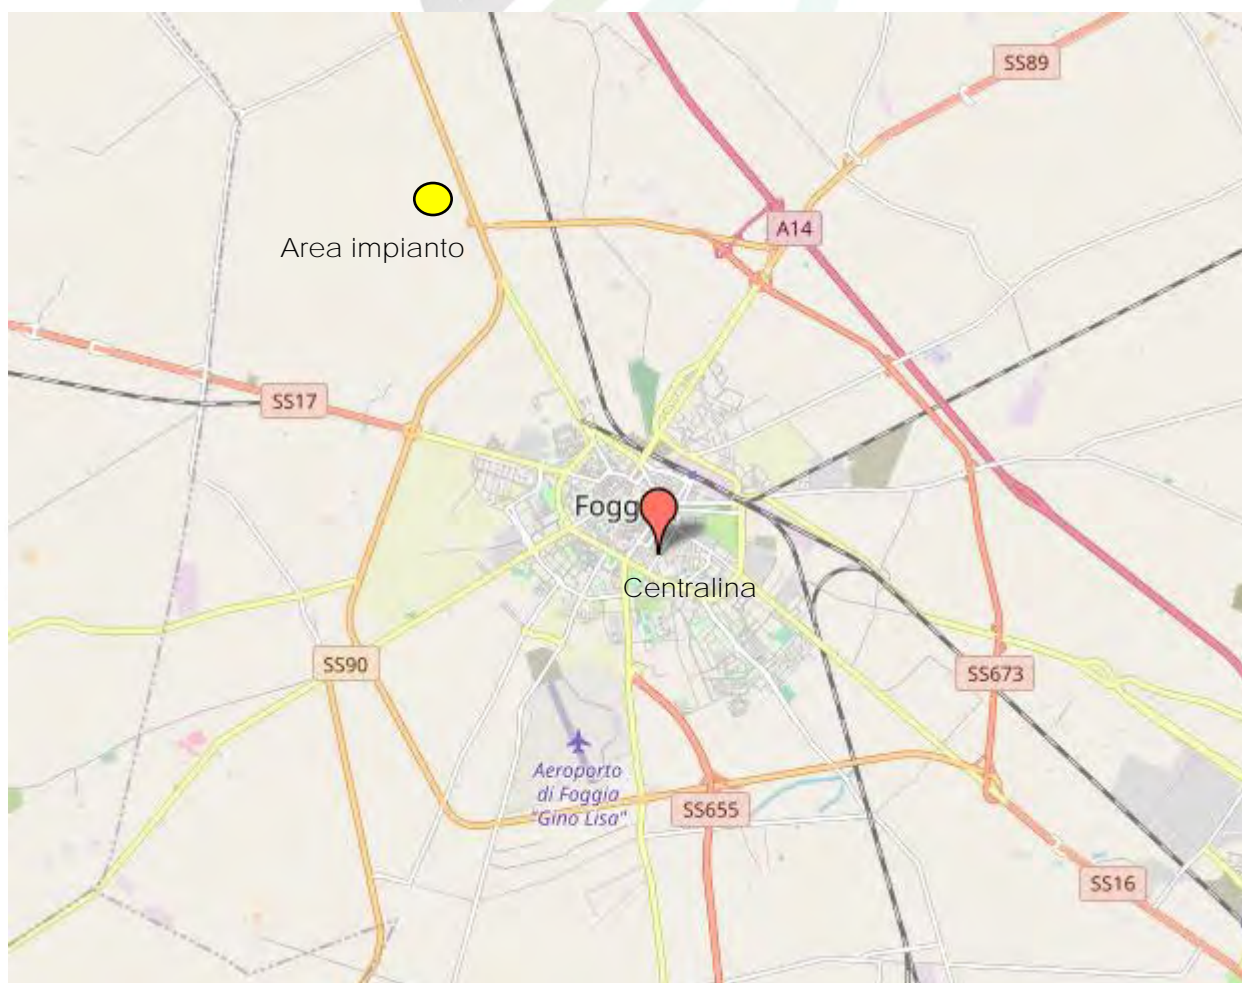 SS89
A14
Area impianto
SS17
Fogg
Centralina
SS90
SS673
Aeroporto
di Foggia
"Gino Lisa"
SS655
SS16